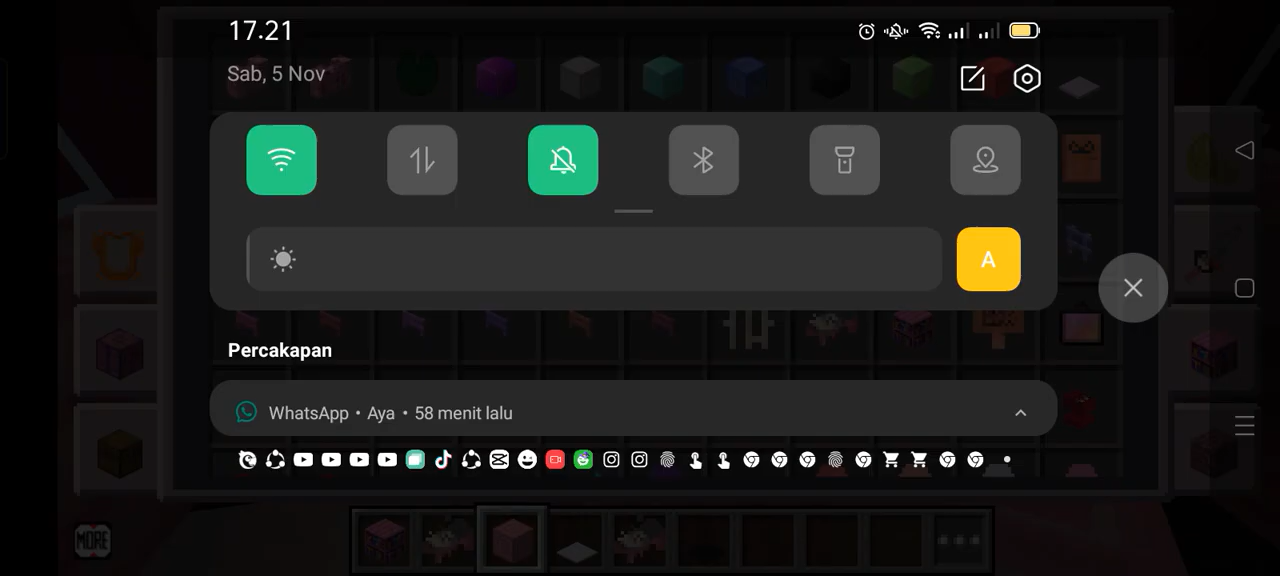 17.21
Sab, 5 Nov
A
Percakapan
WhatsApp • Aya • 58 menit lalu
MORE